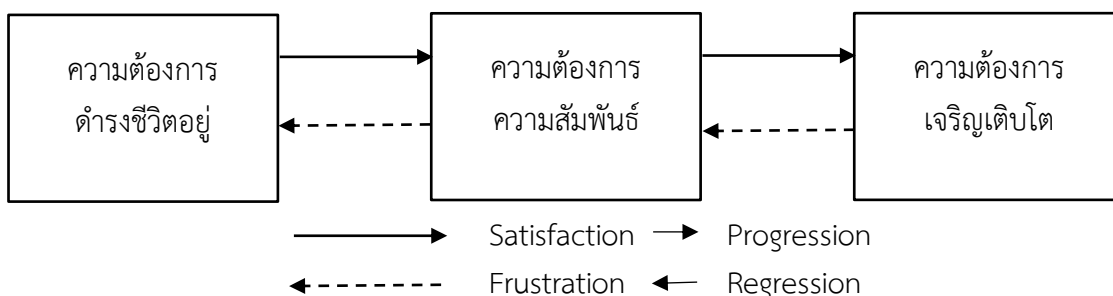 ความต้องการ
ดำรงชีวิตอยู่
ความต้องการ
ความสัมพันธ์
ความต้องการ
เจริญเติบโต
Satisfaction Progression
Frustration Regression